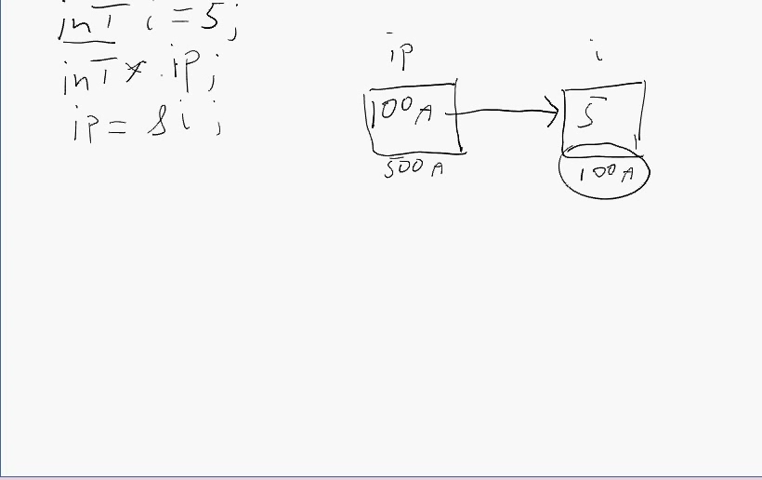 int i = 5;
int * ip;
ip = &i;
ip i
100A 5
500A 100A